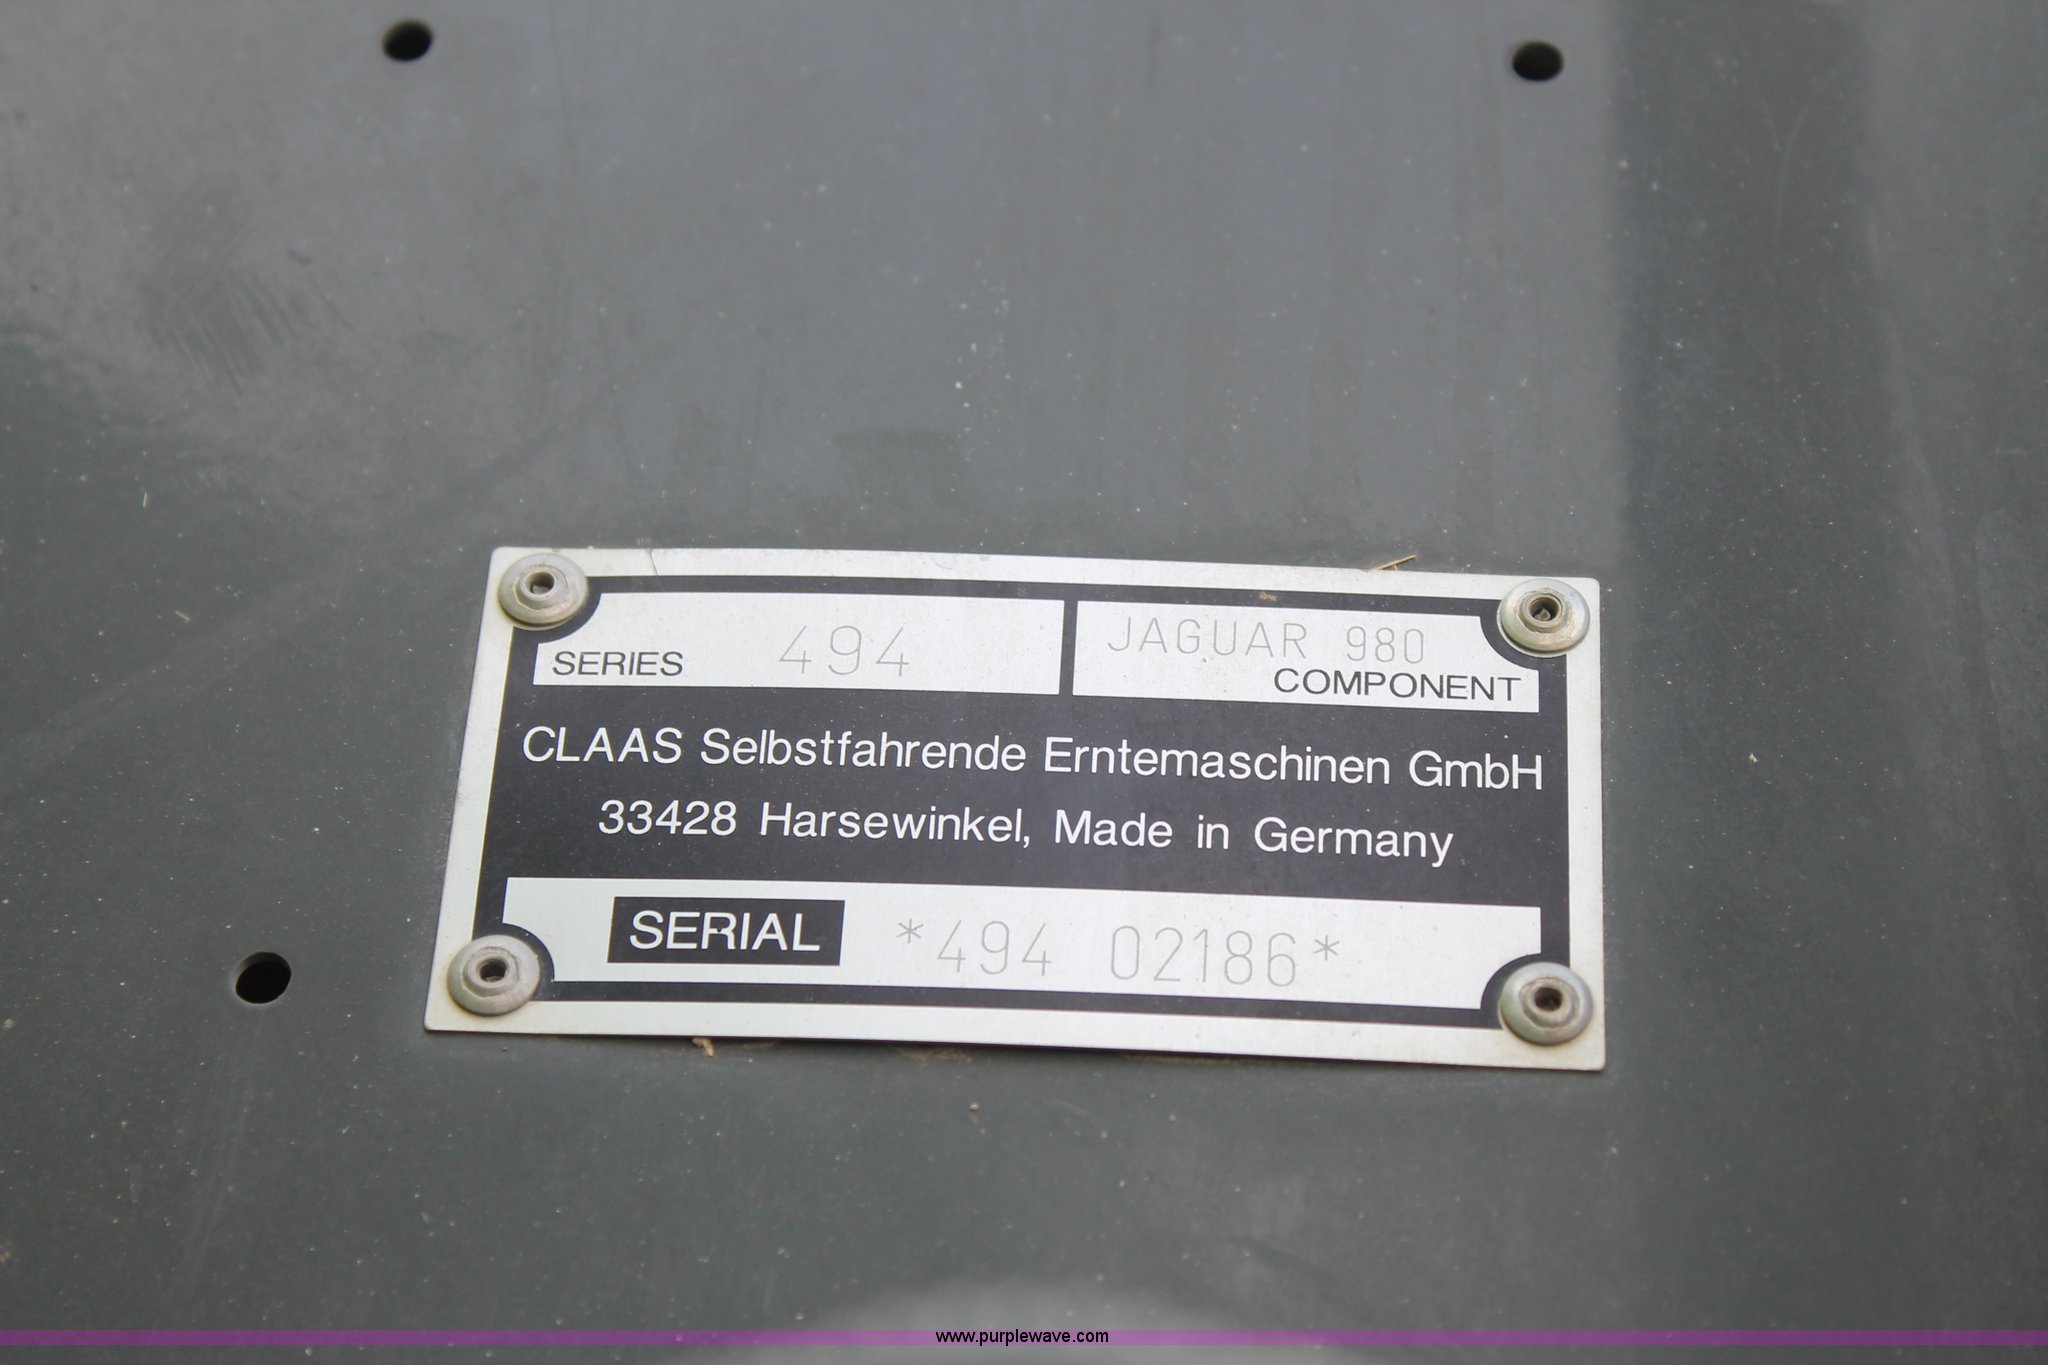 SERIES 494
JAGUAR 980
COMPONENT
CLAAS Selbstfahrende Erntemaschinen GmbH
33428 Harsewinkel, Made in Germany
SERIAL *494 02186*
www.purplewave.com